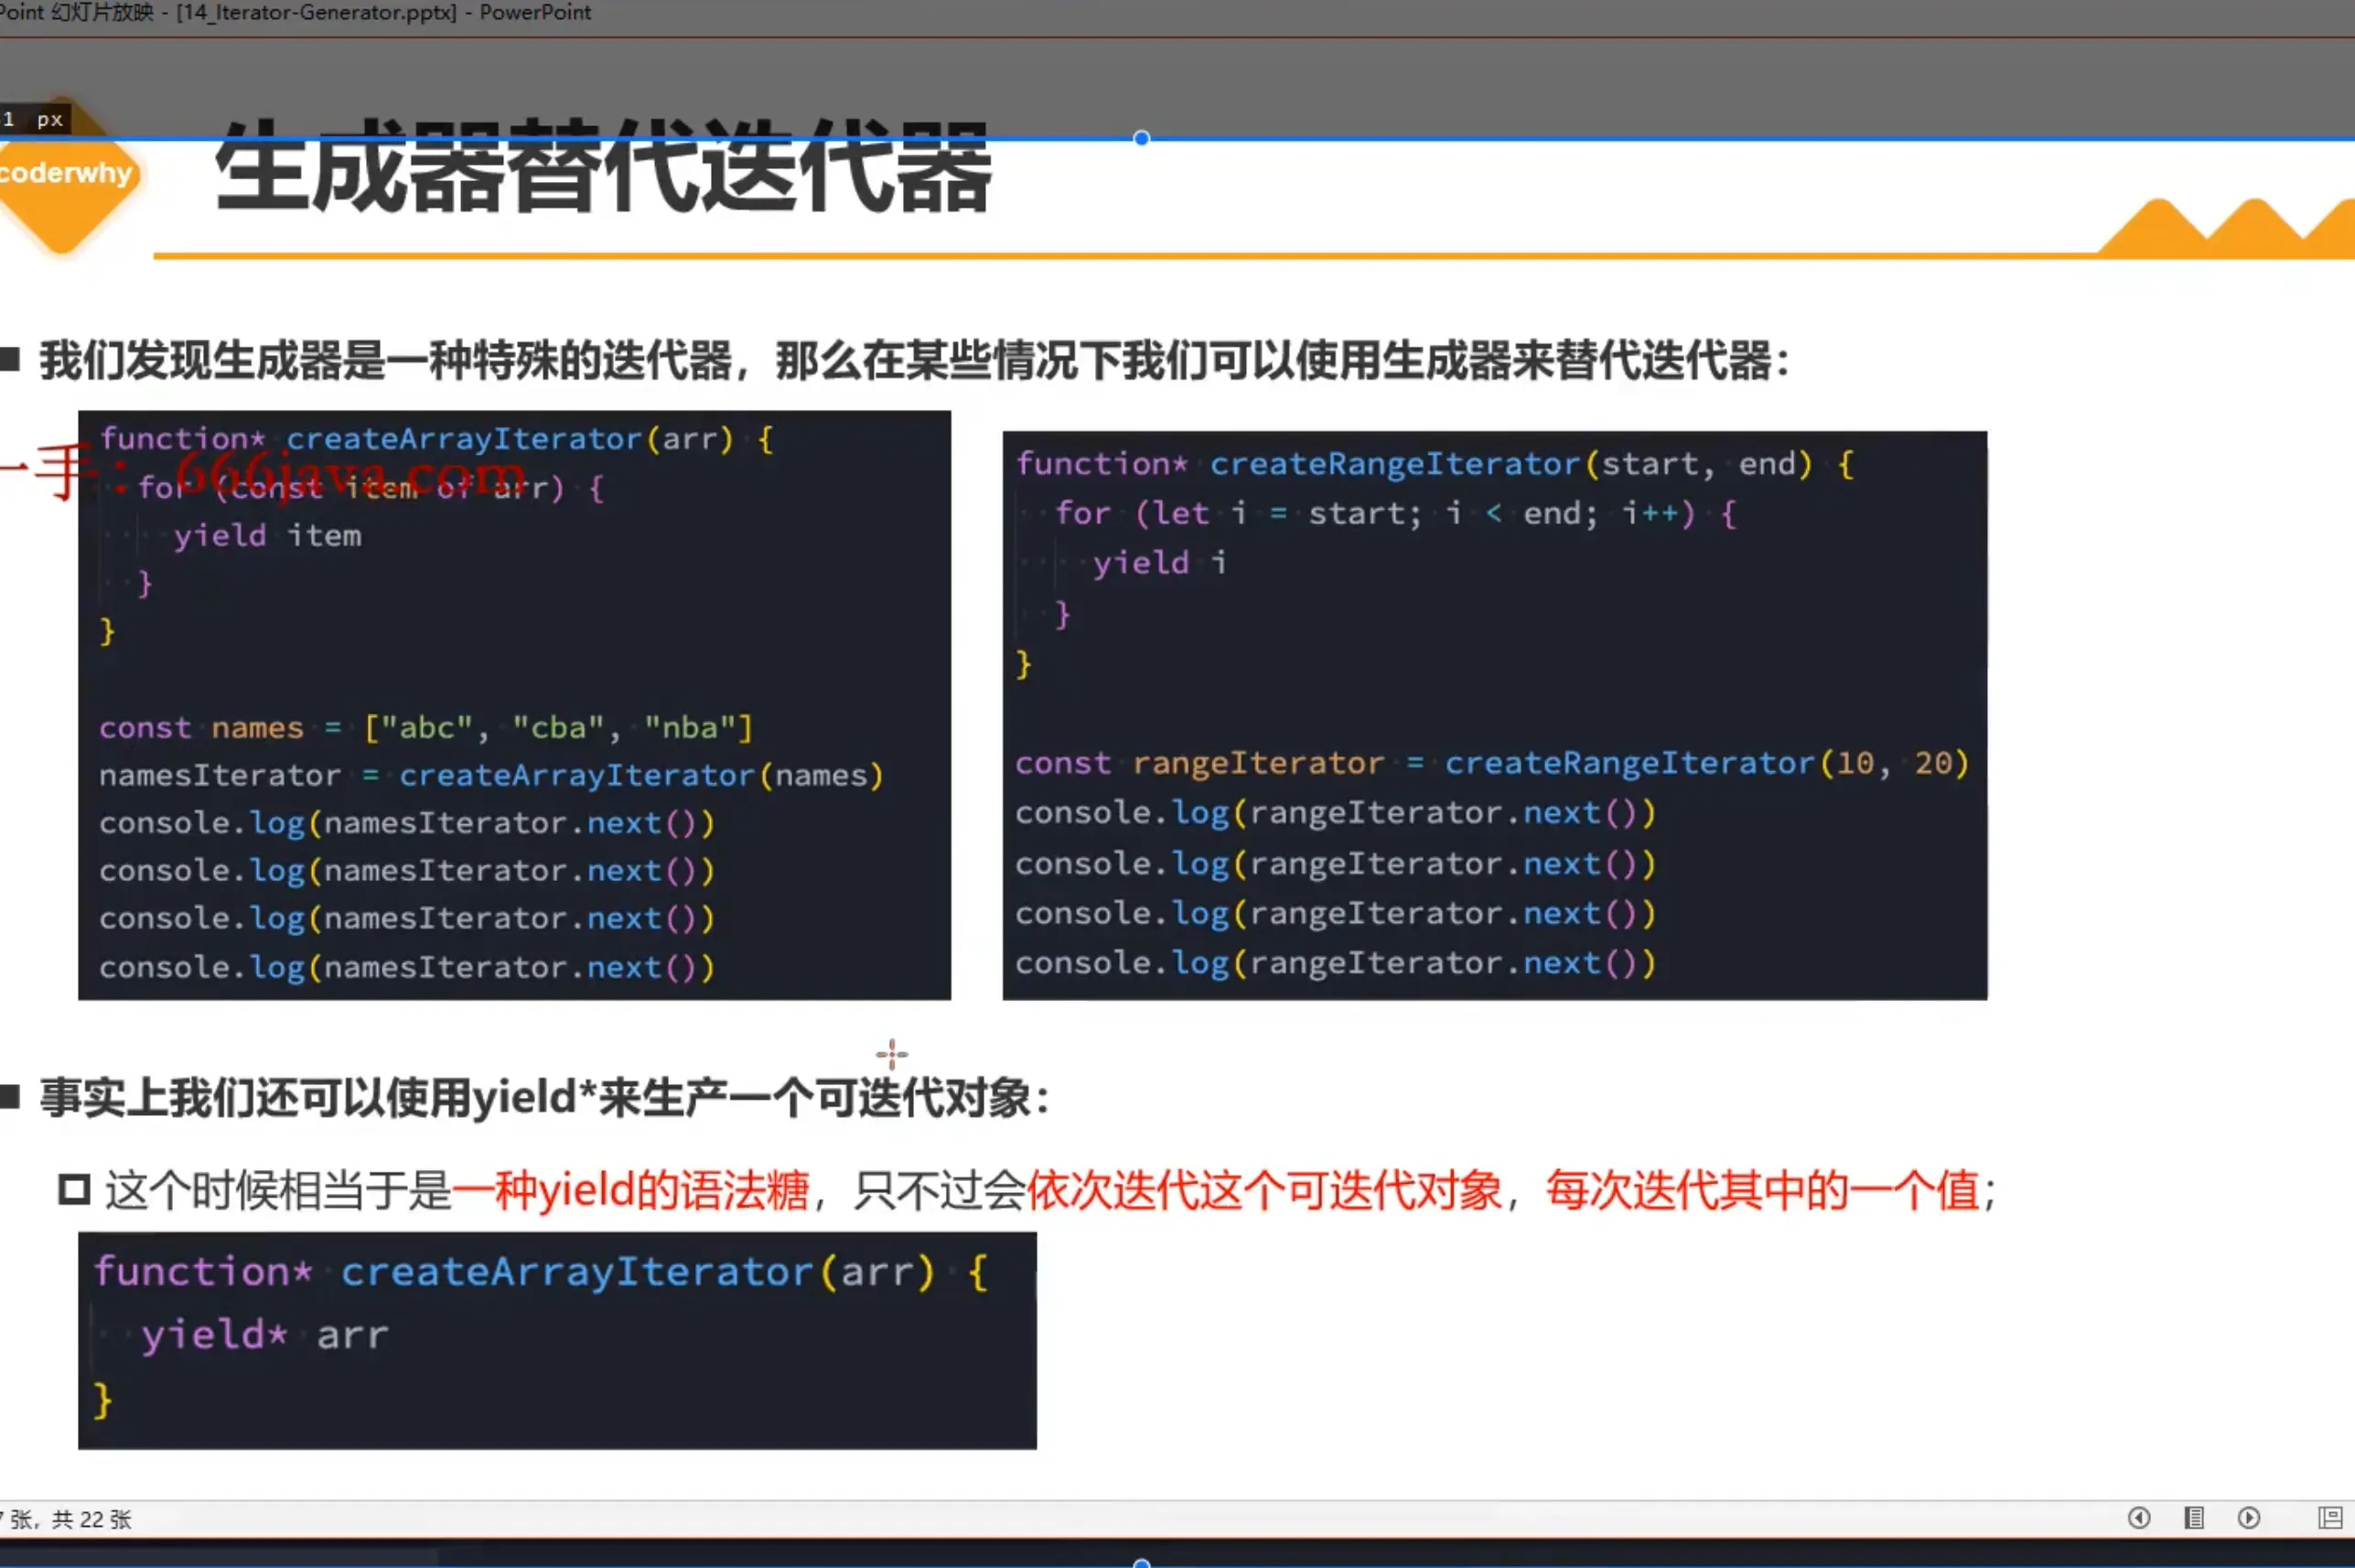 Point 幻灯片放映 - [14_Iterator-Generator.pptx] - PowerPoint
1 px
coderwhy
生成器替代迭代器
我们发现生成器是一种特殊的迭代器，那么在某些情况下我们可以使用生成器来替代迭代器：
一手：666java.com
function* createArrayIterator(arr) {
for (const item of arr) {
yield item
}
}
const names = ["abc", "cba", "nba"]
namesIterator = createArrayIterator(names)
console.log(namesIterator.next())
console.log(namesIterator.next())
console.log(namesIterator.next())
console.log(namesIterator.next())
function* createRangeIterator(start, end) {
for (let i = start; i < end; i++) {
yield i
}
}
const rangeIterator = createRangeIterator(10, 20)
console.log(rangeIterator.next())
console.log(rangeIterator.next())
console.log(rangeIterator.next())
console.log(rangeIterator.next())
事实上我们还可以使用yield*来生产一个可迭代对象：
这个时候相当于是一种yield的语法糖，只不过会依次迭代这个可迭代对象，每次迭代其中的一个值；
function* createArrayIterator(arr) {
yield* arr
}
7 张，共 22 张